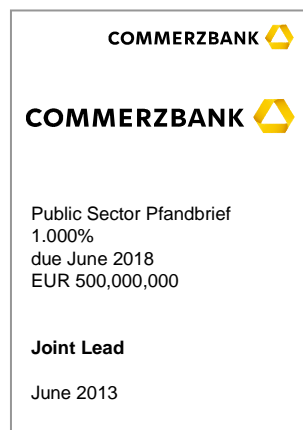 COMMERZBANK
COMMERZBANK
Public Sector Pfandbrief
1.000%
due June 2018
EUR 500,000,000
Joint Lead
June 2013